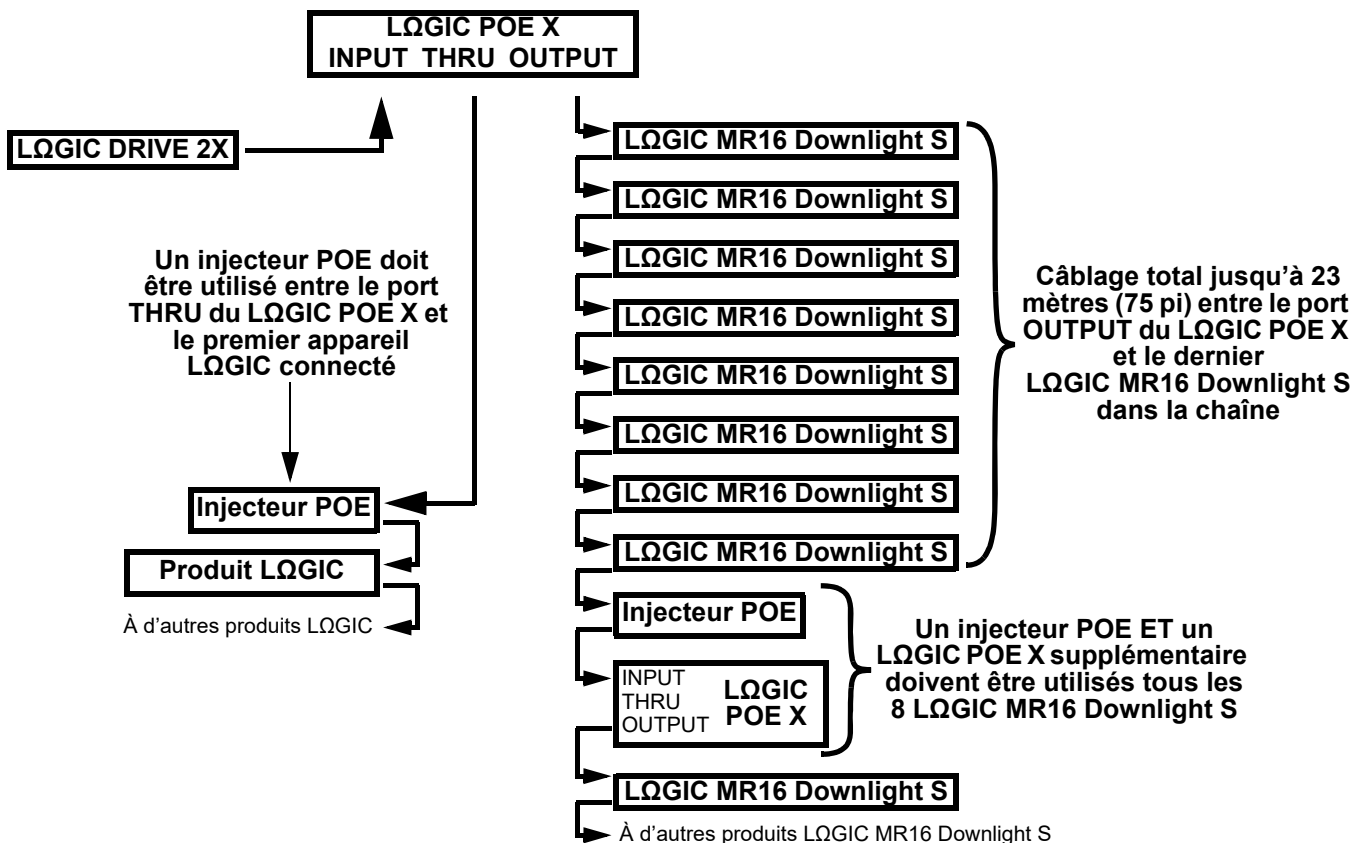 LΩGIC POE X
INPUT THRU OUTPUT
LΩGIC DRIVE 2X
Un injecteur POE doit
être utilisé entre le port
THRU du LΩGIC POE X et
le premier appareil
LΩGIC connecté
Injecteur POE
Produit LΩGIC
À d’autres produits LΩGIC
LΩGIC MR16 Downlight S
LΩGIC MR16 Downlight S
LΩGIC MR16 Downlight S
LΩGIC MR16 Downlight S
LΩGIC MR16 Downlight S
LΩGIC MR16 Downlight S
LΩGIC MR16 Downlight S
LΩGIC MR16 Downlight S
Câblage total jusqu’à 23
mètres (75 pi) entre le port
OUTPUT du LΩGIC POE X
et le dernier
LΩGIC MR16 Downlight S
dans la chaîne
Injecteur POE
INPUT
THRU
OUTPUT
LΩGIC
POE X
Un injecteur POE ET un
LΩGIC POE X supplémentaire
doivent être utilisés tous les
8 LΩGIC MR16 Downlight S
LΩGIC MR16 Downlight S
À d’autres produits LΩGIC MR16 Downlight S